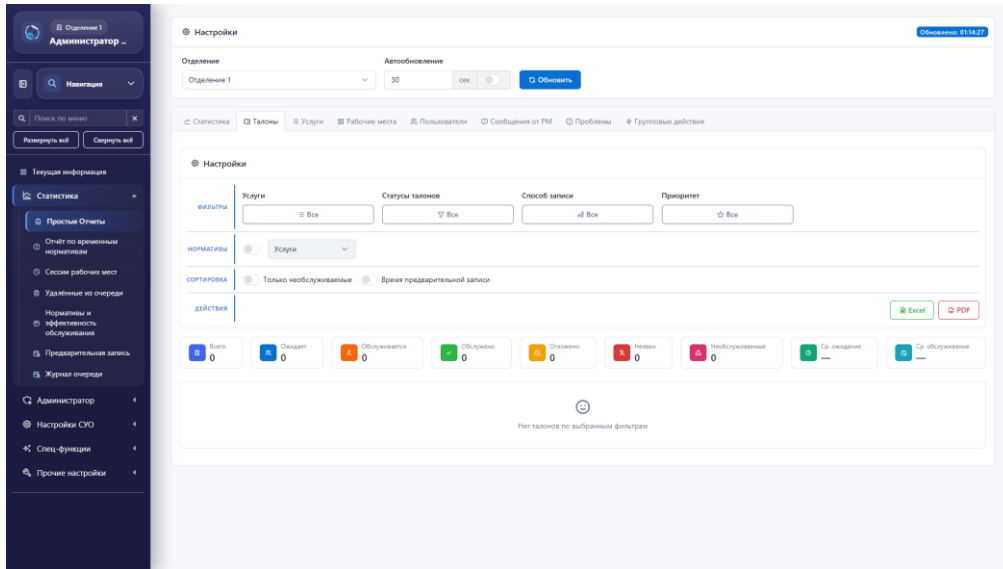 Отделение 1
Администратор ..
Навигация
Поиск по меню
Развернуть всё
Свернуть всё
Текущая информация
Статистика
Простые Отчеты
Отчёт по временным
нормативам
Сессии рабочих мест
Удалённые из очереди
Нормативы и
эффективность
обслуживания
Предварительная запись
Журнал очереди
Администратор
Настройки СУО
Спец-функции
Прочие настройки
Настройки
Обновлено: 01:14:27
Отделение
Автообновление
Отделение 1
30
сек
Обновить
Статистика
Талоны
Услуги
Рабочие места
Пользователи
Сообщения от РМ
Проблемы
Групповые действия
Настройки
ФИЛЬТРЫ
Услуги
Статусы талонов
Способ записи
Приоритет
Все
Все
Все
Все
НОРМАТИВЫ
Услуги
СОРТИРОВКА
Только необслуживаемые
Время предварительной записи
ДЕЙСТВИЯ
Excel
PDF
Всего
0
Ожидает
0
Обслуживается
0
Обслужено
0
Отложено
0
Неявки
0
Необслуживаемые
0
Ср. ожидание
—
Ср. обслуживание
—
Нет талонов по выбранным фильтрам